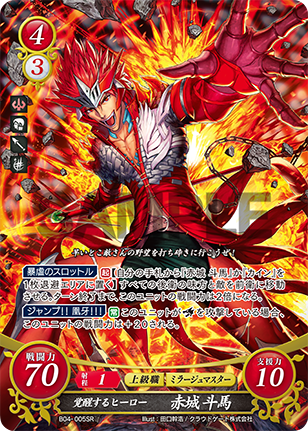 4
3
SAMPLE
革いとこ敵さんの野望を打ち砕きに行こうぜ!
暴虐のスロットル 起 【自分の手札から「赤城 斗馬」か「カイン」を
1枚退避エリアに置く】すべての後衛の味方と敵を前衛に移動
させる。ターン終了まで、このユニットの戦闘力は2倍になる。
ジャンプ!! 凰牙!!! 常 このユニットが を攻撃している場合、
このユニットの戦闘力は+20される。
戦闘力
70
射程
1
上級職
ミラージュマスター
支援力
10
覚醒するヒーロー
赤城 斗馬
B04-005SR
Illust:田口幹浩/クラウドゲート株式会社